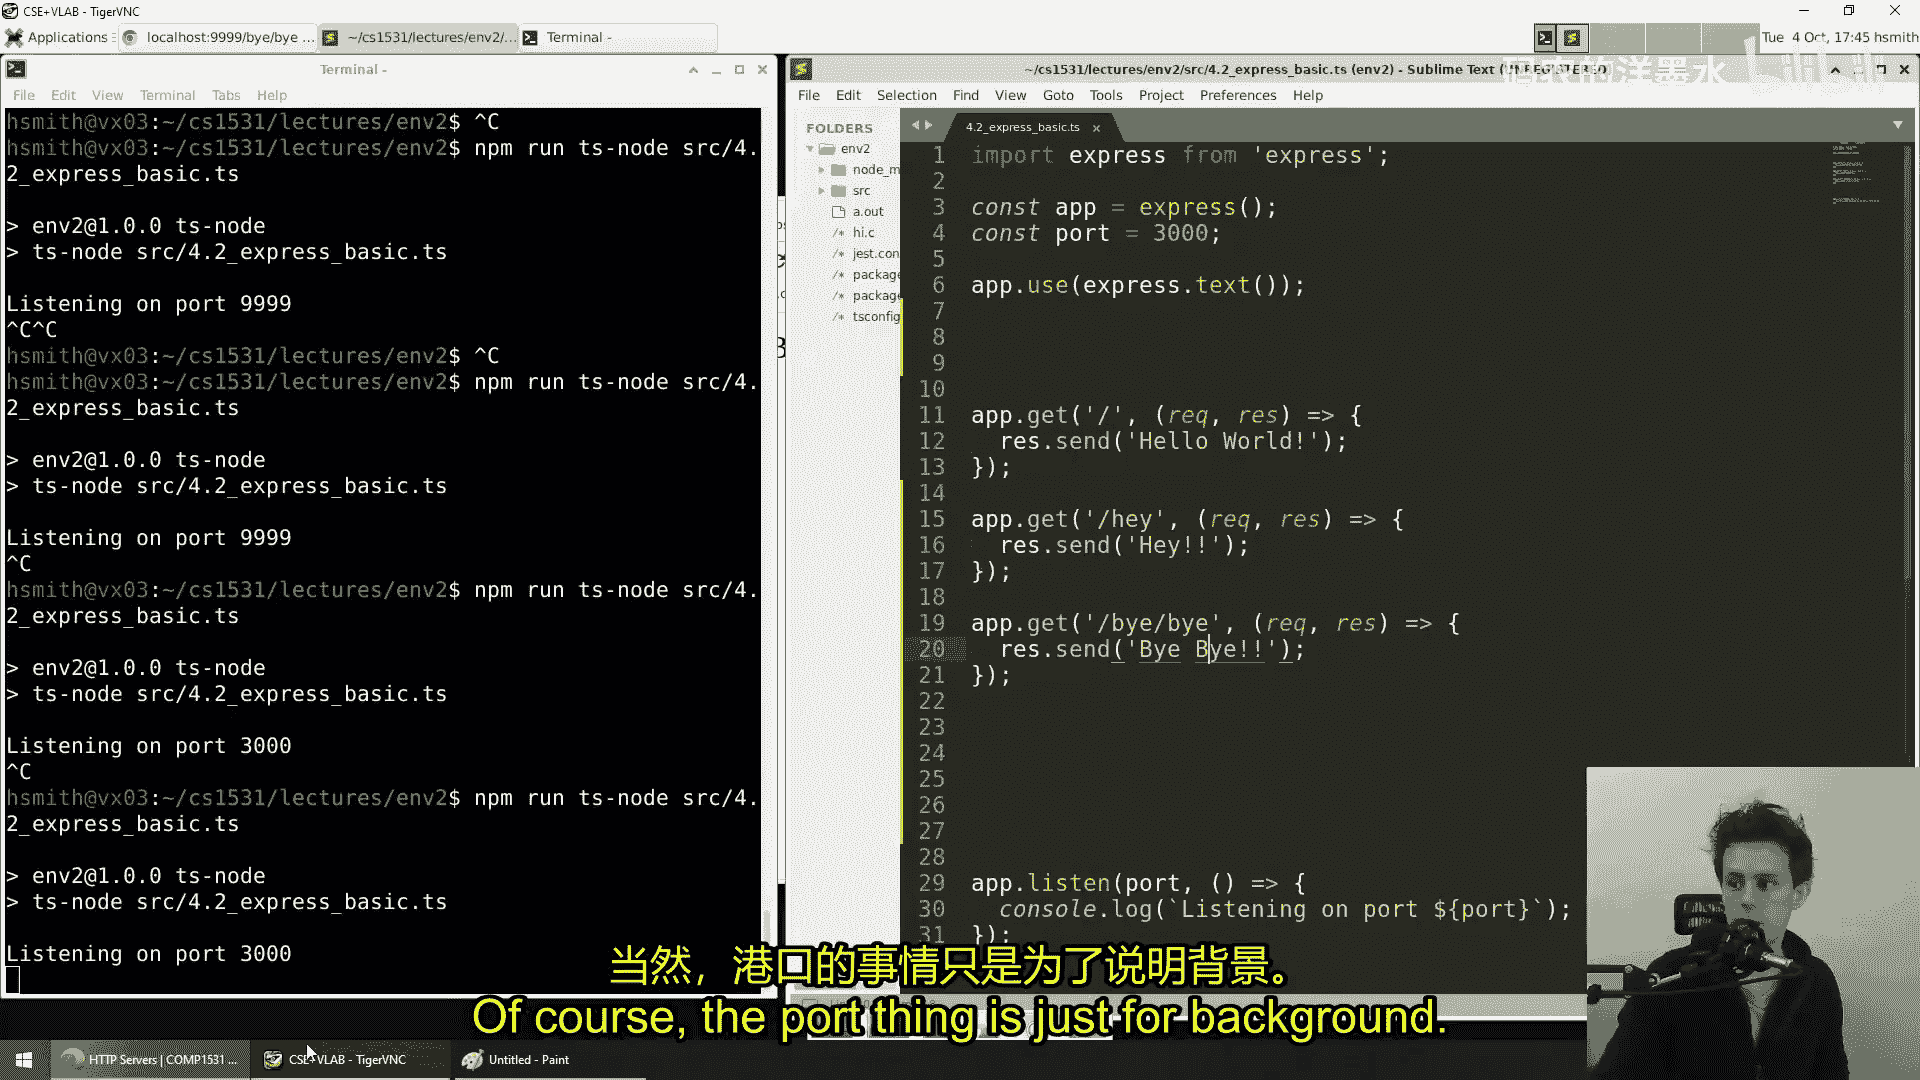 CSE+VLAB - TigerVNC
Applications
localhost:9999/bye/bye ...
~/cs1531/lectures/env2/...
Terminal -
Tue 4 Oct, 17:45 hsmith
Terminal -
File Edit View Terminal Tabs Help
hsmith@vx03:~/cs1531/lectures/env2$ ^C
hsmith@vx03:~/cs1531/lectures/env2$ npm run ts-node src/4.
2_express_basic.ts
> env2@1.0.0 ts-node
> ts-node src/4.2_express_basic.ts
Listening on port 9999
^C^C
hsmith@vx03:~/cs1531/lectures/env2$ ^C
hsmith@vx03:~/cs1531/lectures/env2$ npm run ts-node src/4.
2_express_basic.ts
> env2@1.0.0 ts-node
> ts-node src/4.2_express_basic.ts
Listening on port 9999
^C
hsmith@vx03:~/cs1531/lectures/env2$ npm run ts-node src/4.
2_express_basic.ts
> env2@1.0.0 ts-node
> ts-node src/4.2_express_basic.ts
Listening on port 3000
^C
hsmith@vx03:~/cs1531/lectures/env2$ npm run ts-node src/4.
2_express_basic.ts
> env2@1.0.0 ts-node
> ts-node src/4.2_express_basic.ts
Listening on port 3000
~/cs1531/lectures/env2/src/4.2_express_basic.ts (env2) - Sublime Text (UNREGISTERED)
码农的洋墨水
bilibili
File Edit Selection Find View Goto Tools Project Preferences Help
FOLDERS
env2
node_m
src
a.out
/* hi.c
/* jest.con
/* package
/* package
/* tsconfig
4.2_express_basic.ts
1 import express from 'express';
2
3 const app = express();
4 const port = 3000;
5
6 app.use(express.text());
7
8
9
10
11 app.get('/', (req, res) => {
12 res.send('Hello World!');
13 });
14
15 app.get('/hey', (req, res) => {
16 res.send('Hey!!');
17 });
18
19 app.get('/bye/bye', (req, res) => {
20 res.send('Bye Bye!!');
21 });
22
23
24
25
26
27
28
29 app.listen(port, () => {
30 console.log(`Listening on port ${port}`);
31 });
当然，港口的事情只是为了说明背景。
Of course, the port thing is just for background.
HTTP Servers | COMP1531 ...
CSE+VLAB - TigerVNC
Untitled - Paint